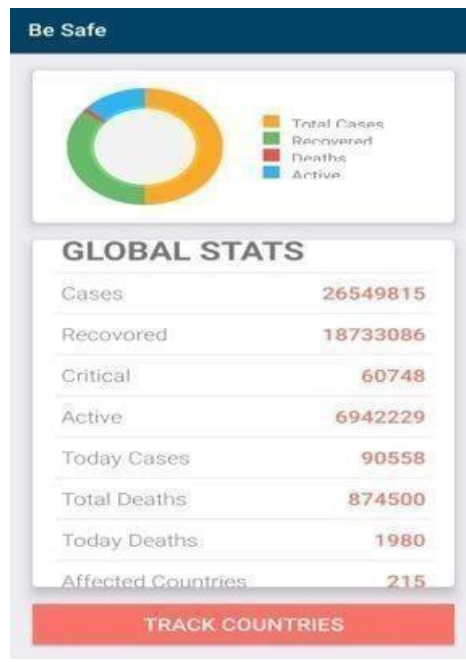 Be Safe
Total Cases
Recovered
Deaths
Active
GLOBAL STATS
Cases 26549815
Recovored 18733086
Critical 60748
Active 6942229
Today Cases 90558
Total Deaths 874500
Today Deaths 1980
Affected Countries 215
TRACK COUNTRIES